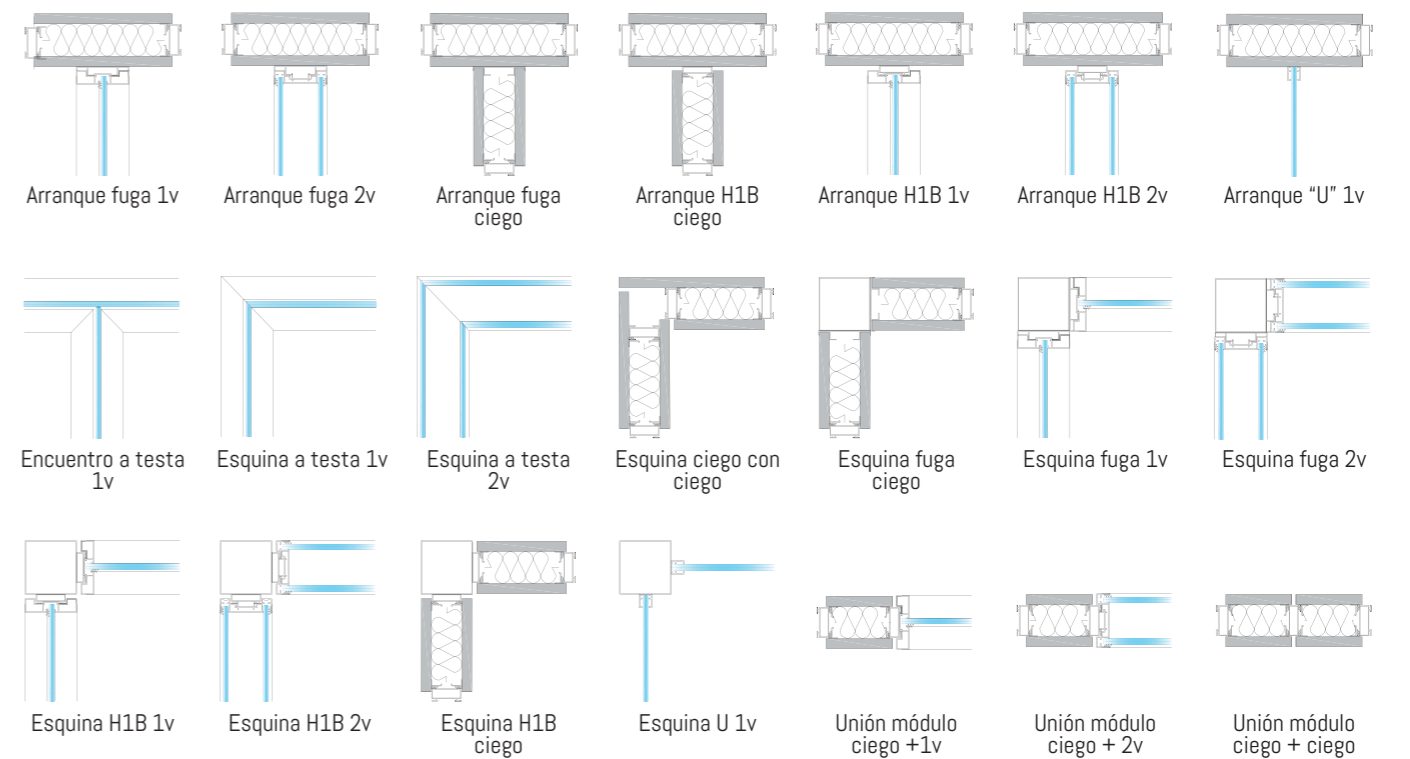 Arranque fuga 1v
Arranque fuga 2v
Arranque fuga
ciego
Arranque H1B
ciego
Arranque H1B 1v
Arranque H1B 2v
Arranque “U” 1v
Encuentro a testa
1v
Esquina a testa 1v
Esquina a testa
2v
Esquina ciego con
ciego
Esquina fuga
ciego
Esquina fuga 1v
Esquina fuga 2v
Esquina H1B 1v
Esquina H1B 2v
Esquina H1B
ciego
Esquina U 1v
Unión módulo
ciego +1v
Unión módulo
ciego + 2v
Unión módulo
ciego + ciego